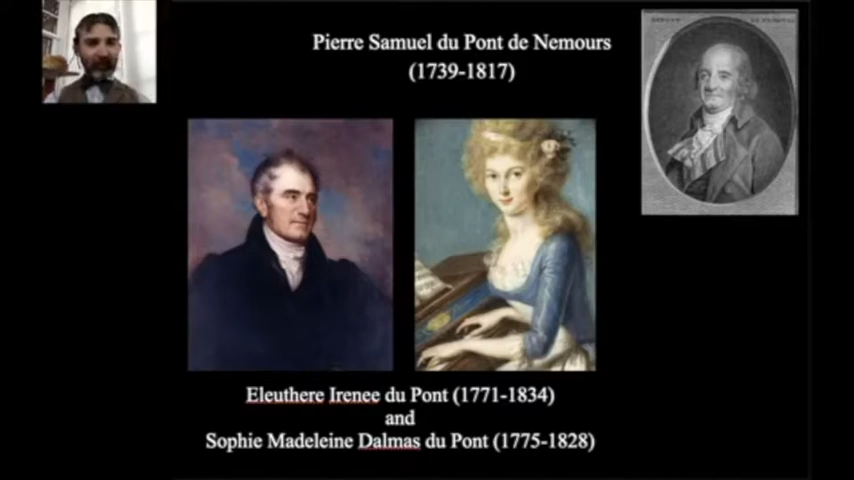 Pierre Samuel du Pont de Nemours
(1739-1817)
Eleuthere Irenee du Pont (1771-1834)
and
Sophie Madeleine Dalmas du Pont (1775-1828)